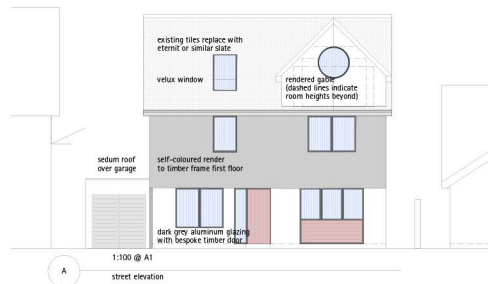 existing tiles replace with
eternit or similar slate
velux window
rendered gable
(dashed lines indicate
room heights beyond)
sedum roof
over garage
self-coloured render
to timber frame first floor
dark grey aluminum glazing
with bespoke timber door
A
1:100 @ A1
street elevation